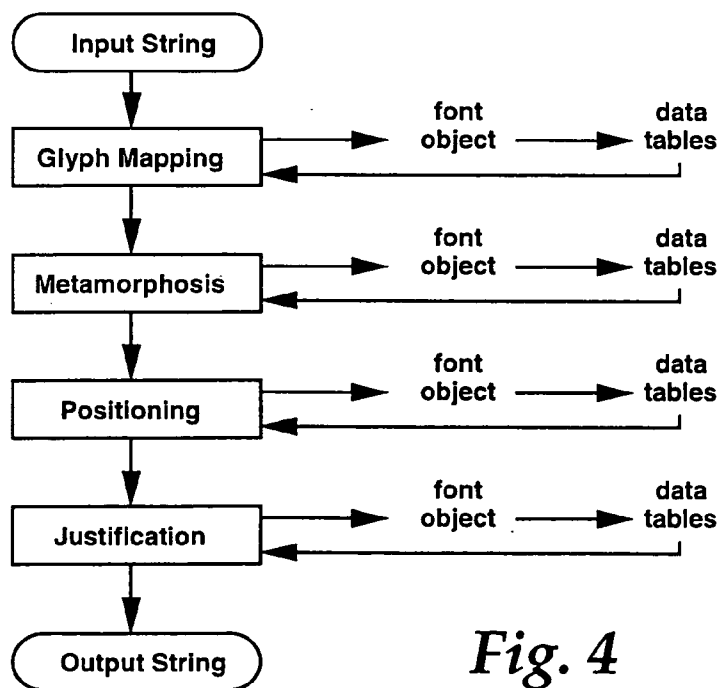 Input String
Glyph Mapping
font
object
data
tables
Metamorphosis
font
object
data
tables
Positioning
font
object
data
tables
Justification
font
object
data
tables
Output String
Fig. 4